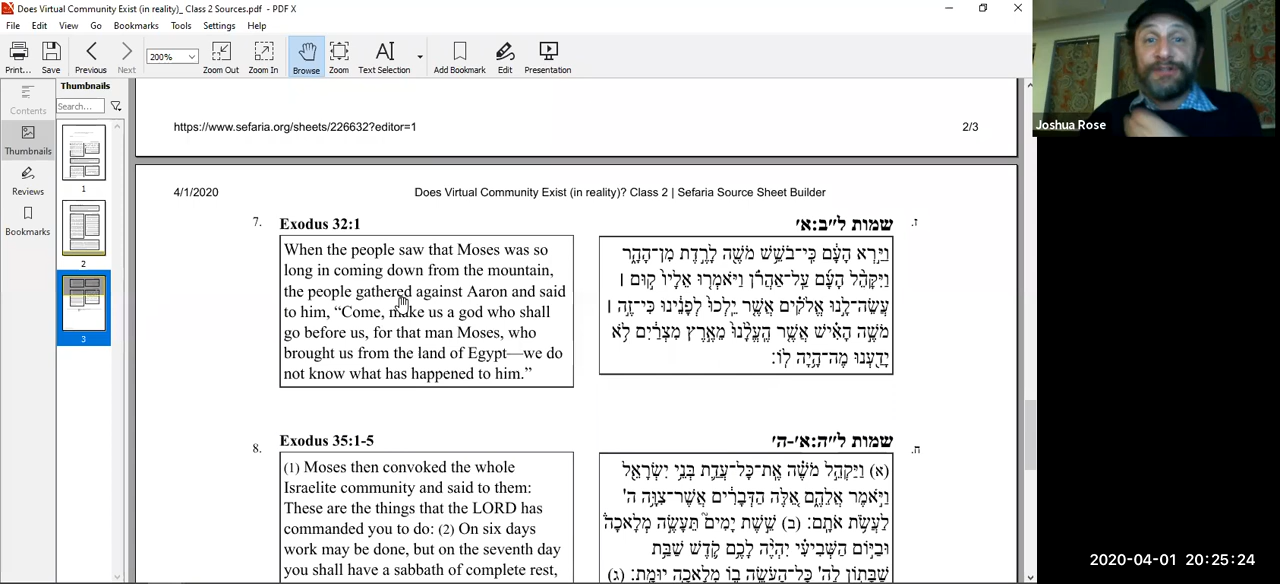 Does Virtual Community Exist (in reality)_ Class 2 Sources.pdf - PDF X
File Edit View Go Bookmarks Tools Settings Help
Print... Save Previous Next 200% Zoom Out Zoom In Browse Zoom Text Selection Add Bookmark Edit Presentation
Contents
Thumbnails
Reviews
Bookmarks
Thumbnails
Search...
1
2
3
https://www.sefaria.org/sheets/226632?editor=1 2/3
4/1/2020 Does Virtual Community Exist (in reality)? Class 2 | Sefaria Source Sheet Builder
7. Exodus 32:1
When the people saw that Moses was so
long in coming down from the mountain,
the people gathered against Aaron and said
to him, “Come, make us a god who shall
go before us, for that man Moses, who
brought us from the land of Egypt—we do
not know what has happened to him.”
שמות ל״ב:א׳ ז.
וַיַּ֣רְא הָעָ֔ם כִּֽי־בֹשֵׁ֥שׁ מֹשֶׁ֖ה לָרֶ֣דֶת מִן־הָהָ֑ר
וַיִּקָּהֵ֨ל הָעָ֜ם עַֽל־אַהֲרֹ֗ן וַיֹּאמְר֤וּ אֵלָיו֙ ק֣וּם ׀
עֲשֵׂה־לָ֣נוּ אֱלֹקִ֗ים אֲשֶׁ֤ר יֵֽלְכוּ֙ לְפָנֵ֔ינוּ כִּי־זֶ֣ה ׀
מֹשֶׁ֣ה הָאִ֗ישׁ אֲשֶׁ֤ר הֶֽעֱלָ֙נוּ֙ מֵאֶ֣רֶץ מִצְרַ֔יִם לֹ֥א
יָדַ֖עְנוּ מֶה־הָ֥יָה לֽוֹ׃
8. Exodus 35:1-5
(1) Moses then convoked the whole
Israelite community and said to them:
These are the things that the LORD has
commanded you to do: (2) On six days
work may be done, but on the seventh day
you shall have a sabbath of complete rest,
שמות ל״ה:א׳-ה׳ ח.
(א) וַיַּקְהֵ֣ל מֹשֶׁ֗ה אֶֽת־כָּל־עֲדַ֛ת בְּנֵ֥י יִשְׂרָאֵ֖ל
וַיֹּ֣אמֶר אֲלֵהֶ֑ם אֵ֚לֶּה הַדְּבָרִ֔ים אֲשֶׁר־צִוָּ֥ה ה'
לַעֲשֹׂ֥ת אֹתָֽם׃ (ב) שֵׁ֣שֶׁת יָמִים֮ תֵּעָשֶׂ֣ה מְלָאכָה֒
וּבַיּ֣וֹם הַשְּׁבִיעִ֗י יִהְיֶ֨ה לָכֶ֥ם קֹ֛דֶשׁ שַׁבַּ֥ת
שַׁבָּת֖וֹן לַה' כָּל־הָעֹשֶׂ֥ה ב֛וֹ מְלָאכָ֖ה יוּמָֽת׃ (ג)
Joshua Rose
2020-04-01 20:25:24